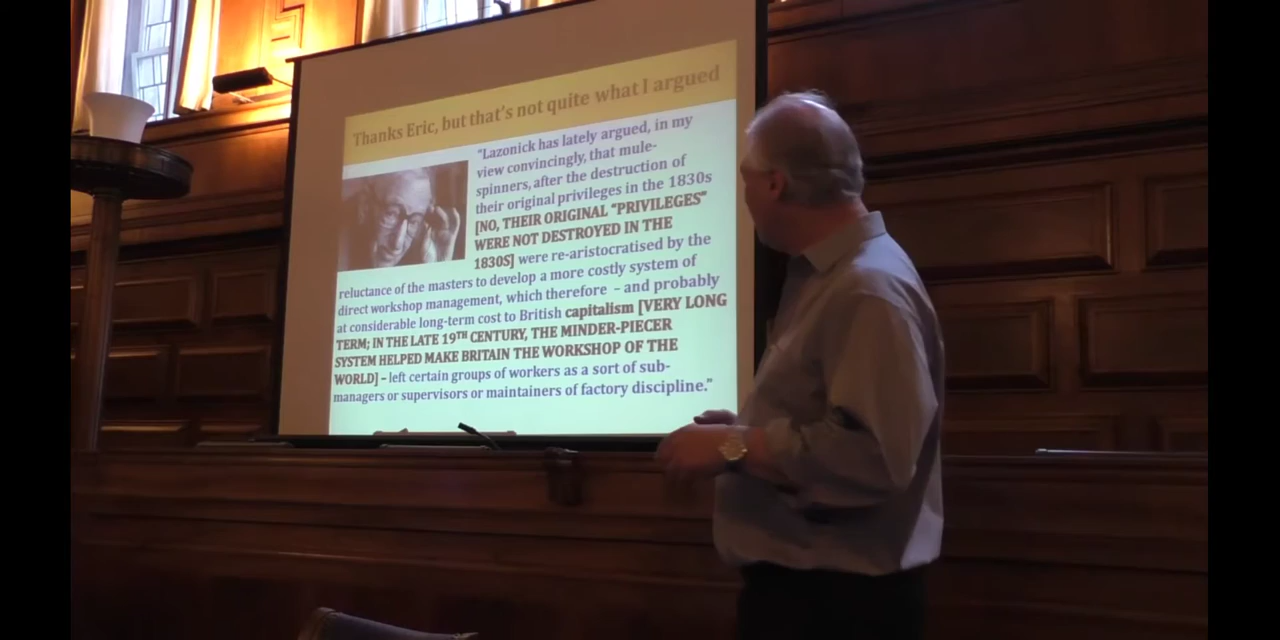 Thanks Eric, but that's not quite what I argued
"Lazonick has lately argued, in my
view convincingly, that mule-
spinners, after the destruction of
their original privileges in the 1830s
[NO, THEIR ORIGINAL "PRIVILEGES"
WERE NOT DESTROYED IN THE
1830S] were re-aristocratised by the
reluctance of the masters to develop a more costly system of
direct workshop management, which therefore – and probably
at considerable long-term cost to British capitalism [VERY LONG
TERM; IN THE LATE 19TH CENTURY, THE MINDER-PIECER
SYSTEM HELPED MAKE BRITAIN THE WORKSHOP OF THE
WORLD] – left certain groups of workers as a sort of sub-
managers or supervisors or maintainers of factory discipline."